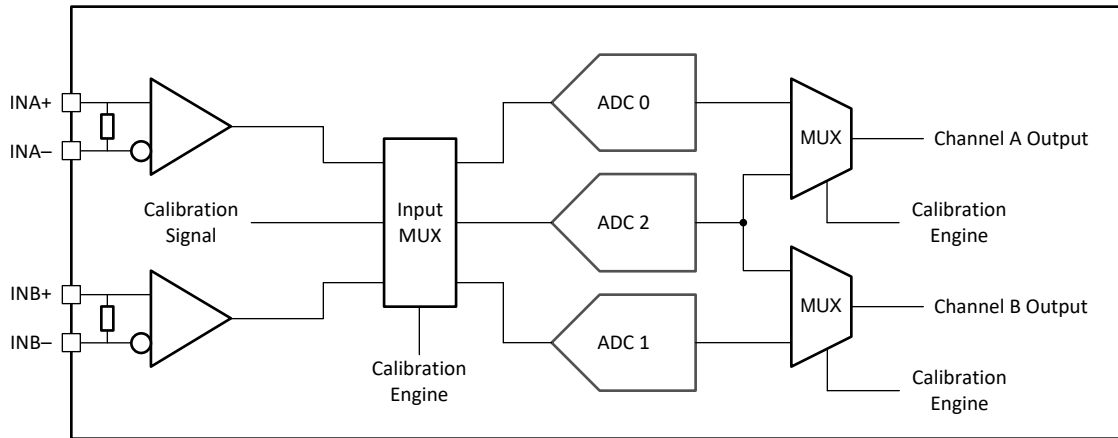 INA+
INA–
ADC 0
MUX
Channel A Output
Calibration
Signal
Input
MUX
ADC 2
Calibration
Engine
INB+
INB–
MUX
Channel B Output
ADC 1
Calibration
Engine
Calibration
Engine